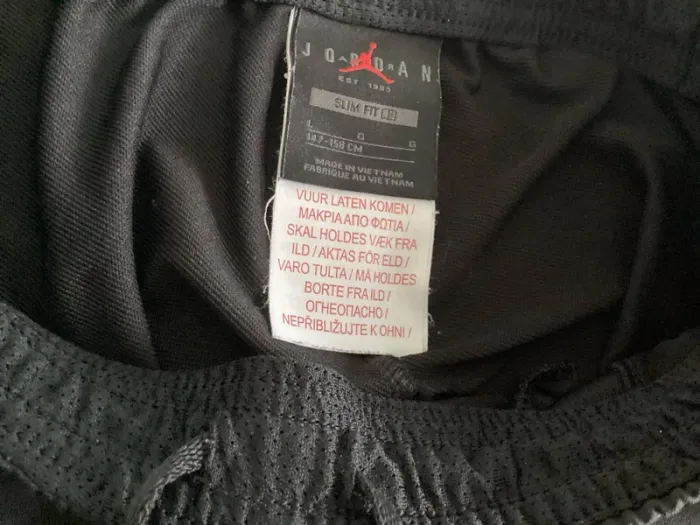 JORDAN
EST 1985
SLIM FIT
L G G
147-158 CM
MADE IN VIETNAM
FABRIQUE AU VIETNAM
VUUR LATEN KOMEN /
ΜΑΚΡΙΑ ΑΠΟ ΦΩΤΙΑ /
SKAL HOLDES VÆK FRA
ILD / AKTAS FÖR ELD /
VARO TULTA / MÅ HOLDES
BORTE FRA ILD /
ОГНЕОПАСНО /
NEPŘIBLIŽUJTE K OHNI /